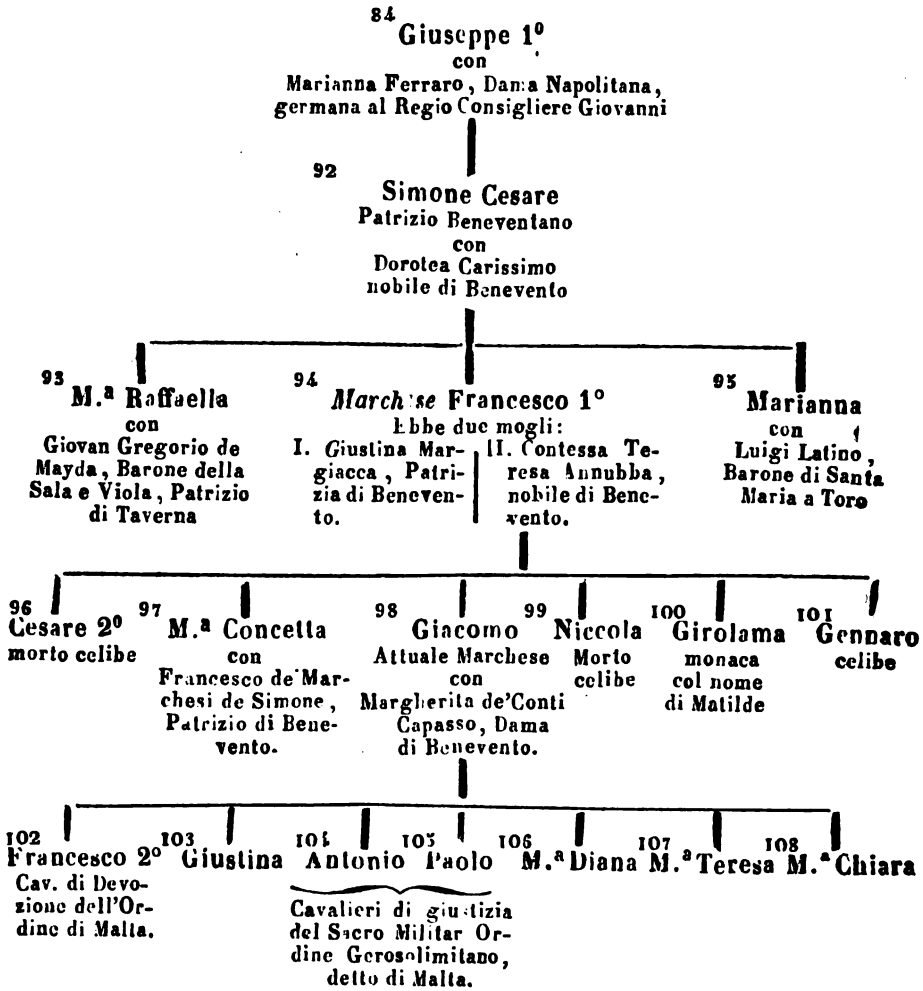 84
Giuseppe 1º
con
Marianna Ferraro, Dama Napolitana,
germana al Regio Consigliere Giovanni
92
Simone Cesare
Patrizio Beneventano
con
Dorotea Carissimo
nobile di Benevento
93
M.ª Raffaella
con
Giovan Gregorio de
Mayda, Barone della
Sala e Viola, Patrizio
di Taverna
94
Marchese Francesco 1º
Ebbe due mogli:
I. Giustina Mar-
giacca, Patri-
zia di Beneven-
to.
II. Contessa Te-
resa Annubba,
nobile di Bene-
vento.
95
Marianna
con
Luigi Latino,
Barone di Santa
Maria a Toro
96
Cesare 2º
morto celibe
97
M.ª Concetta
con
Francesco de'Mar-
chesi de Simone,
Patrizio di Bene-
vento.
98
Giacomo
Attuale Marchese
con
Margherita de'Conti
Capasso, Dama
di Benevento.
99
Niccola
Morto
celibe
100
Girolama
monaca
col nome
di Matilde
101
Gennaro
celibe
102
Francesco 2º
Cav. di Devo-
zione dell'Or-
dine di Malta.
103
Giustina
104
Antonio
105
Paolo
Cavalieri di giustizia
del Sacro Militar Or-
dine Gerosolimitano,
detto di Malta.
106
M.ª Diana
107
M.ª Teresa
108
M.ª Chiara